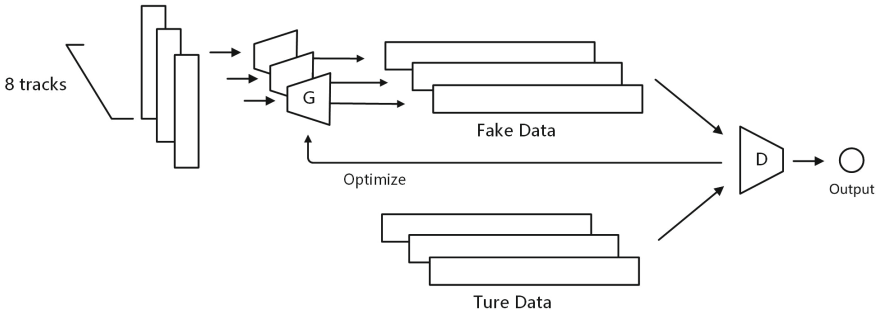 8 tracks
G
Fake Data
D
Optimize
Output
Ture Data